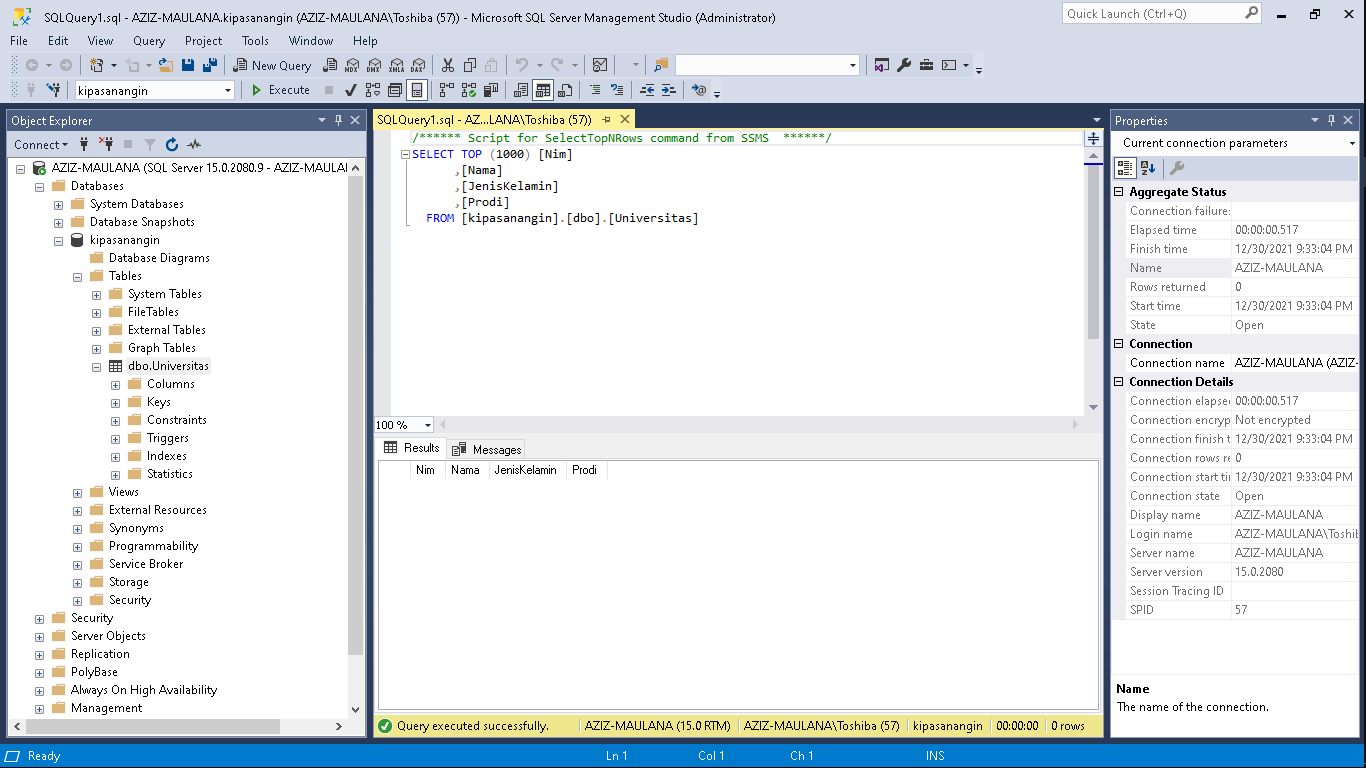 SQLQuery1.sql - AZIZ-MAULANA.kipasanangin (AZIZ-MAULANA\Toshiba (57)) - Microsoft SQL Server Management Studio (Administrator)
Quick Launch (Ctrl+Q)
File Edit View Query Project Tools Window Help
New Query MDX DMX XMLA DAX
kipasanangin Execute
Object Explorer
Connect
AZIZ-MAULANA (SQL Server 15.0.2080.9 - AZIZ-MAULAI
Databases
System Databases
Database Snapshots
kipasanangin
Database Diagrams
Tables
System Tables
FileTables
External Tables
Graph Tables
dbo.Universitas
Columns
Keys
Constraints
Triggers
Indexes
Statistics
Views
External Resources
Synonyms
Programmability
Service Broker
Storage
Security
Security
Server Objects
Replication
PolyBase
Always On High Availability
Management
SQLQuery1.sql - AZ...LANA\Toshiba (57))
/****** Script for SelectTopNRows command from SSMS  ******/
SELECT TOP (1000) [Nim]
,[Nama]
,[JenisKelamin]
,[Prodi]
FROM [kipasanangin].[dbo].[Universitas]
100 %
Results Messages
Nim Nama JenisKelamin Prodi
Query executed successfully. AZIZ-MAULANA (15.0 RTM) AZIZ-MAULANA\Toshiba (57) kipasanangin 00:00:00 0 rows
Properties
Current connection parameters
Aggregate Status
Connection failure:
Elapsed time 00:00:00.517
Finish time 12/30/2021 9:33:04 PM
Name AZIZ-MAULANA
Rows returned 0
Start time 12/30/2021 9:33:04 PM
State Open
Connection
Connection name AZIZ-MAULANA (AZIZ-
Connection Details
Connection elapse 00:00:00.517
Connection encryp Not encrypted
Connection finish t 12/30/2021 9:33:04 PM
Connection rows re 0
Connection start ti 12/30/2021 9:33:04 PM
Connection state Open
Display name AZIZ-MAULANA
Login name AZIZ-MAULANA\Toshib
Server name AZIZ-MAULANA
Server version 15.0.2080
Session Tracing ID
SPID 57
Name
The name of the connection.
Ready Ln 1 Col 1 Ch 1 INS